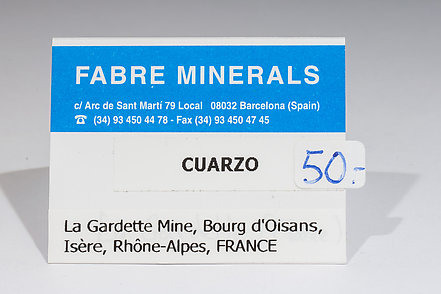 FABRE MINERALS
c/ Arc de Sant Martí 79 Local 08032 Barcelona (Spain)
☎ (34) 93 450 44 78 - Fax (34) 93 450 47 45
CUARZO
50.-
La Gardette Mine, Bourg d'Oisans,
Isère, Rhône-Alpes, FRANCE